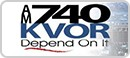 AM 740
KVOR
Depend On It